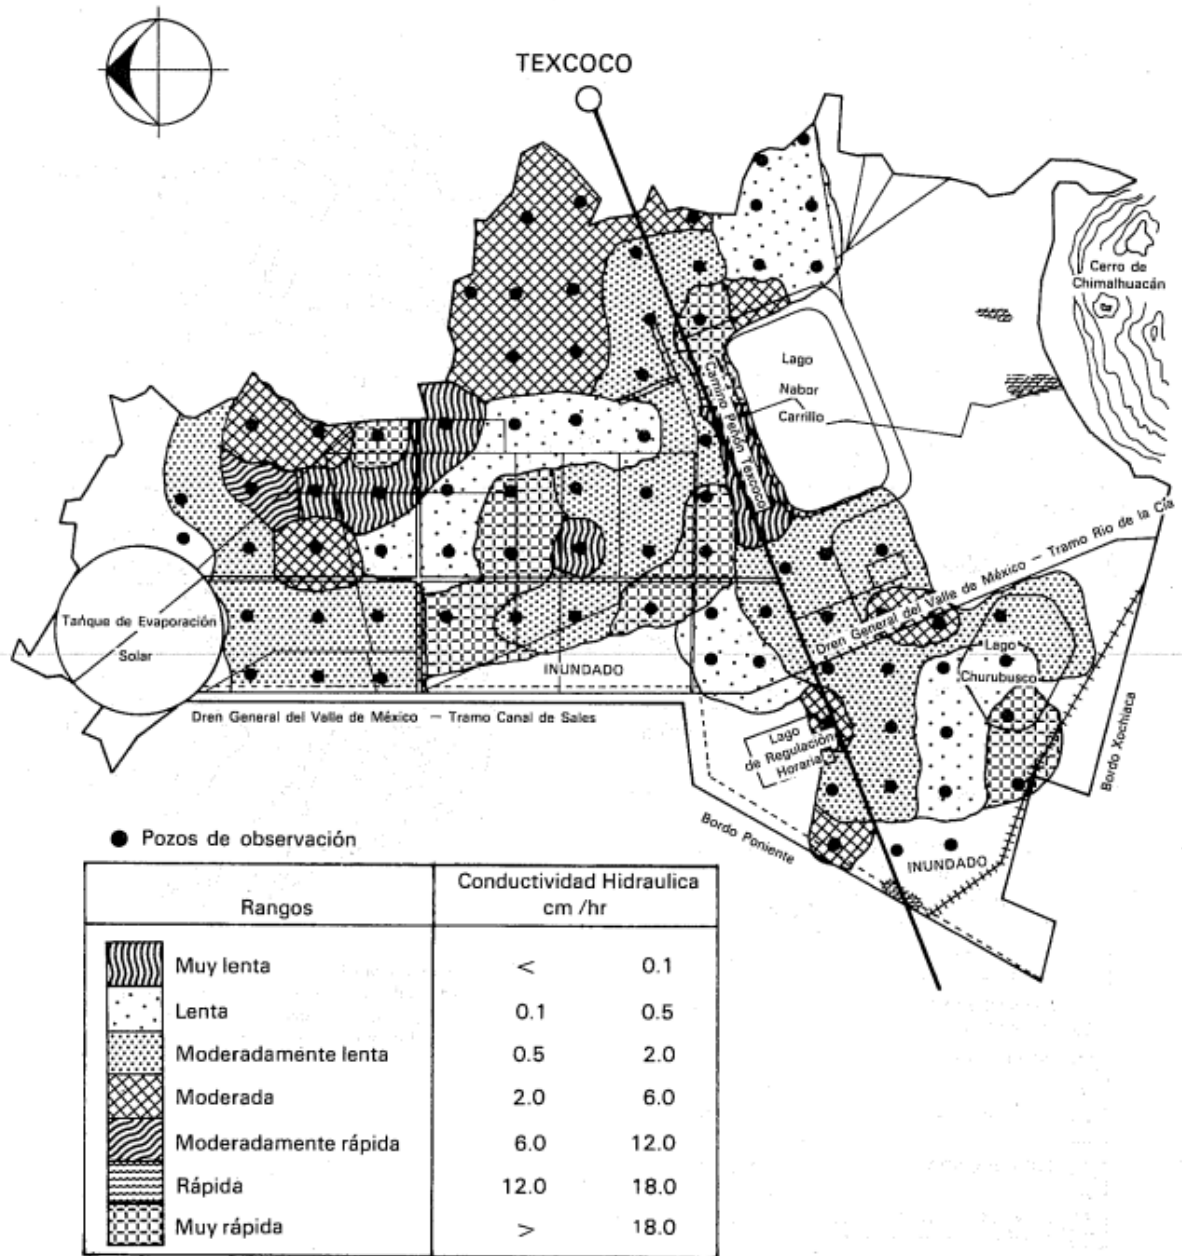 TEXCOCO
Cerro de
Chimalhuacán
Lago
Nabor
Carrillo
Camino Peñón Texcoco
Dren General del Valle de México — Tramo Rio de la Cía
Tanque de Evaporación
Solar
INUNDADO
Lago
Churubusco
Dren General del Valle de México — Tramo Canal de Sales
Lago
de Regulación
Horaria
Bordo Xochiaca
Bordo Poniente
INUNDADO
Pozos de observación
Rangos
Conductividad Hidraulica
cm /hr
Muy lenta < 0.1
Lenta 0.1 0.5
Moderadamente lenta 0.5 2.0
Moderada 2.0 6.0
Moderadamente rápida 6.0 12.0
Rápida 12.0 18.0
Muy rápida > 18.0